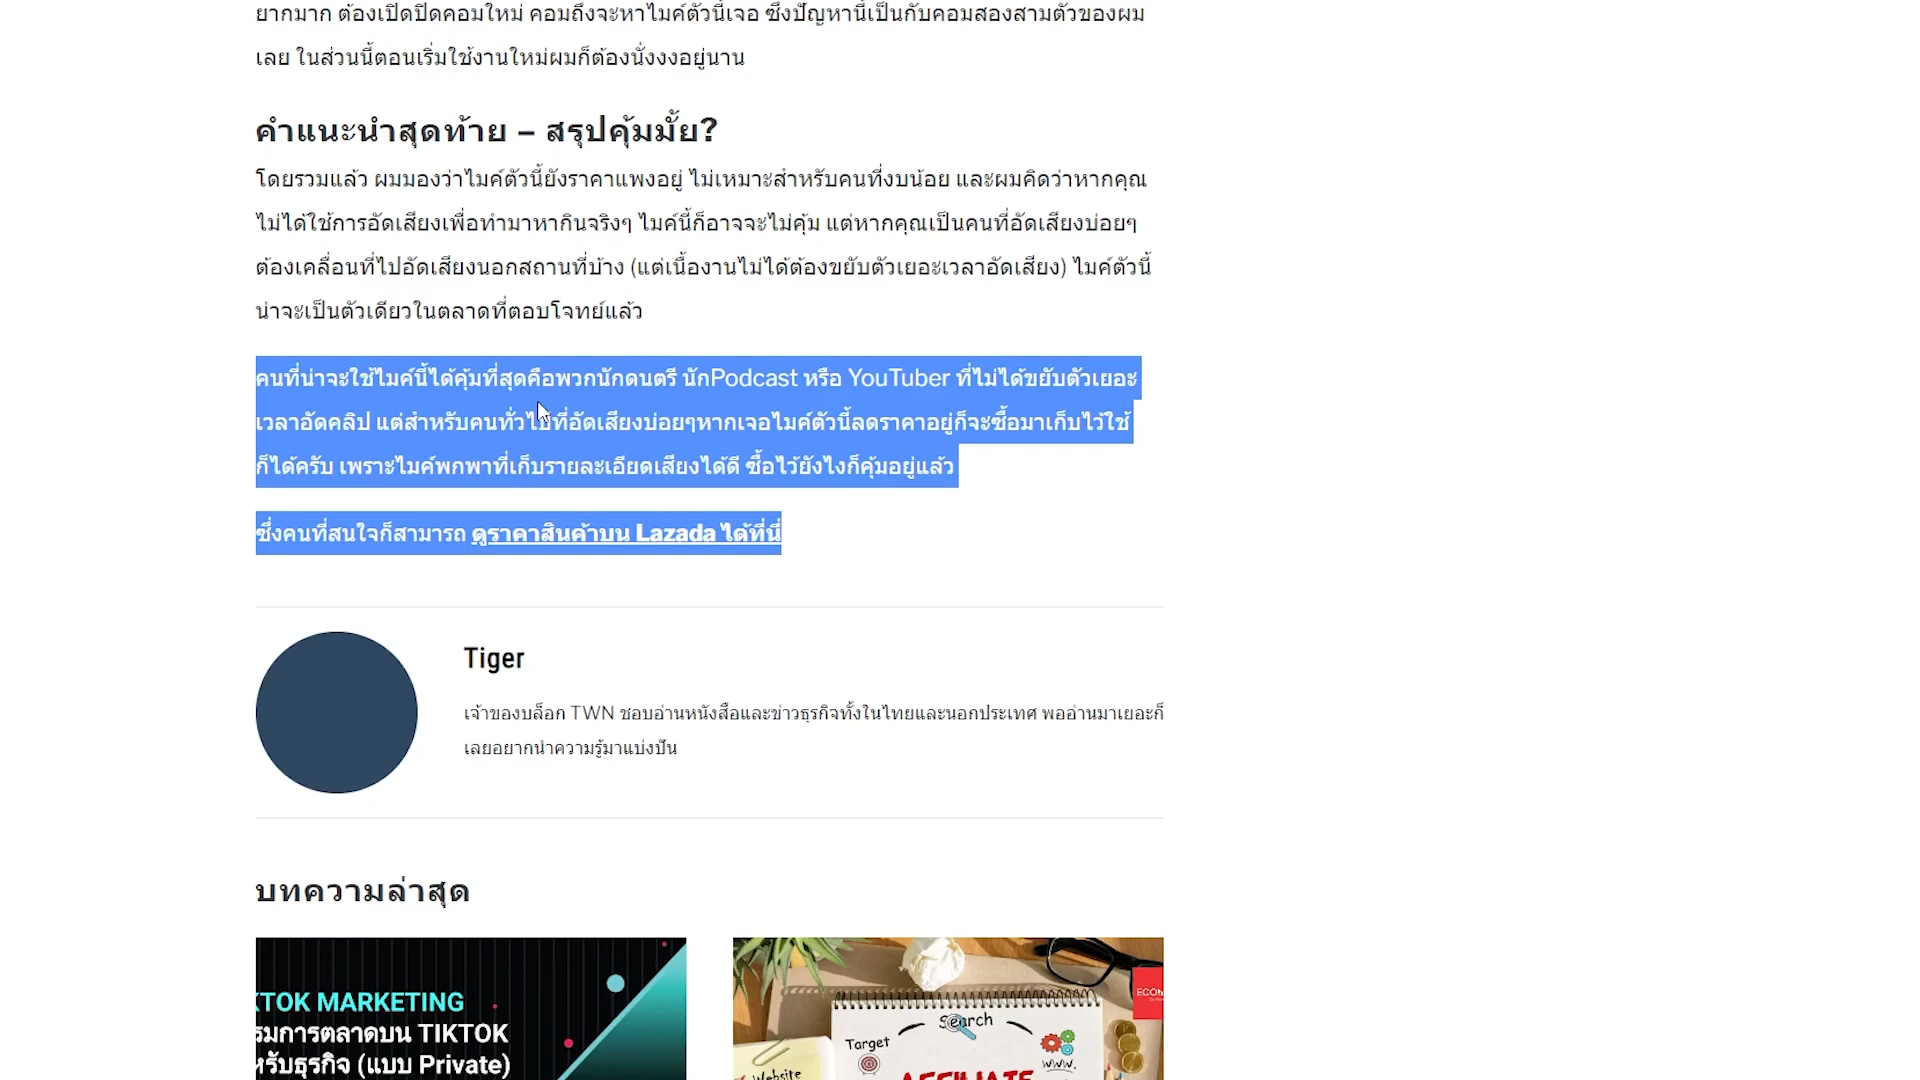 ยากมาก ต้องเปิดปิดคอมใหม่ คอมถึงจะหาไมค์ตัวนี้เจอ ซึ่งปัญหานี้เป็นกับคอมสองสามตัวของผม
เลย ในส่วนนี้ตอนเริ่มใช้งานใหม่ผมก็ต้องนั่งงงอยู่นาน
คำแนะนำสุดท้าย – สรุปคุ้มมั้ย?
โดยรวมแล้ว ผมมองว่าไมค์ตัวนี้ยังราคาแพงอยู่ ไม่เหมาะสำหรับคนที่งบน้อย และผมคิดว่าหากคุณ
ไม่ได้ใช้การอัดเสียงเพื่อทำมาหากินจริงๆ ไมค์นี้ก็อาจจะไม่คุ้ม แต่หากคุณเป็นคนที่อัดเสียงบ่อยๆ
ต้องเคลื่อนที่ไปอัดเสียงนอกสถานที่บ้าง (แต่เนื้องานไม่ได้ต้องขยับตัวเยอะเวลาอัดเสียง) ไมค์ตัวนี้
น่าจะเป็นตัวเดียวในตลาดที่ตอบโจทย์แล้ว
คนที่น่าจะใช้ไมค์นี้ได้คุ้มที่สุดคือพวกนักดนตรี นักPodcast หรือ YouTuber ที่ไม่ได้ขยับตัวเยอะ
เวลาอัดคลิป แต่สำหรับคนทั่วไปที่อัดเสียงบ่อยๆหากเจอไมค์ตัวนี้ลดราคาอยู่ก็จะซื้อมาเก็บไว้ใช้
ก็ได้ครับ เพราะไมค์พกพาที่เก็บรายละเอียดเสียงได้ดี ซื้อไว้ยังไงก็คุ้มอยู่แล้ว
ซึ่งคนที่สนใจก็สามารถ ดูราคาสินค้าบน Lazada ได้ที่นี่
Tiger
เจ้าของบล็อก TWN ชอบอ่านหนังสือและข่าวธุรกิจทั้งในไทยและนอกประเทศ พออ่านมาเยอะก็
เลยอยากนำความรู้มาแบ่งปัน
บทความล่าสุด
KTOK MARKETING
รมการตลาดบน TIKTOK
หรับธุรกิจ (แบบ Private)
Search
Target
Website
www.
AFFILIATE